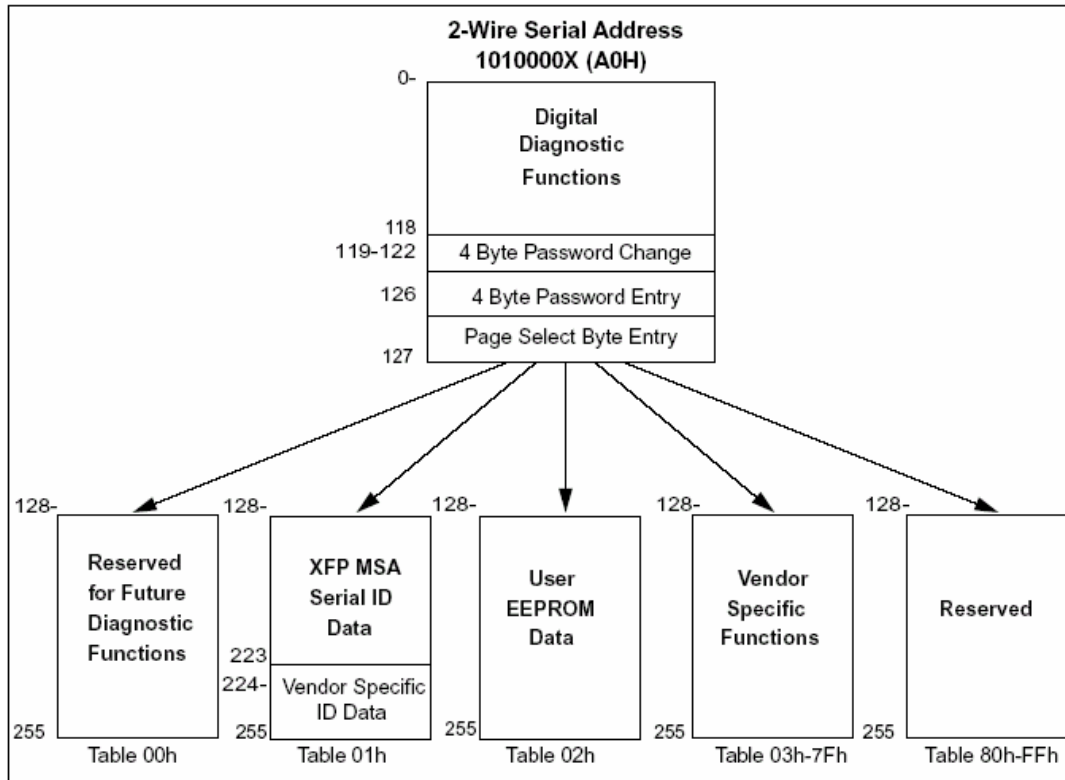 2-Wire Serial Address
1010000X (A0H)
0-
Digital
Diagnostic
Functions
118
119-122
4 Byte Password Change
126
4 Byte Password Entry
Page Select Byte Entry
127
128-
Reserved
for Future
Diagnostic
Functions
255
Table 00h
128-
XFP MSA
Serial ID
Data
223
224-
Vendor Specific
ID Data
255
Table 01h
128-
User
EEPROM
Data
255
Table 02h
128-
Vendor
Specific
Functions
255
Table 03h-7Fh
128-
Reserved
255
Table 80h-FFh